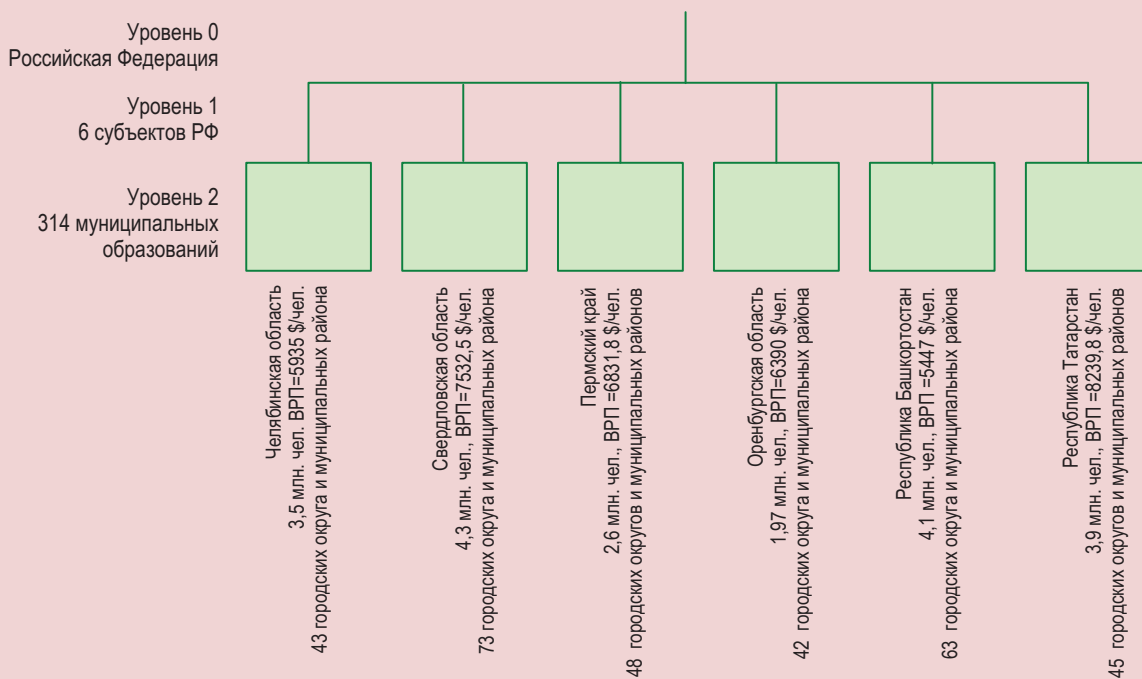 Уровень 0
Российская Федерация
Уровень 1
6 субъектов РФ
Уровень 2
314 муниципальных
образований
Челябинская область
3,5 млн. чел. ВРП=5935 $/чел.
43 городских округа и муниципальных района
Свердловская область
4,3 млн. чел., ВРП=7532,5 $/чел.
73 городских округа и муниципальных района
Пермский край
2,6 млн. чел., ВРП =6831,8 $/чел.
48 городских округов и муниципальных районов
Оренбургская область
1,97 млн. чел., ВРП=6390 $/чел.
42 городских округа и муниципальных района
Республика Башкортостан
4,1 млн. чел., ВРП =5447 $/чел.
63 городских округа и муниципальных района
Республика Татарстан
3,9 млн. чел., ВРП =8239,8 $/чел.
45 городских округов и муниципальных районов